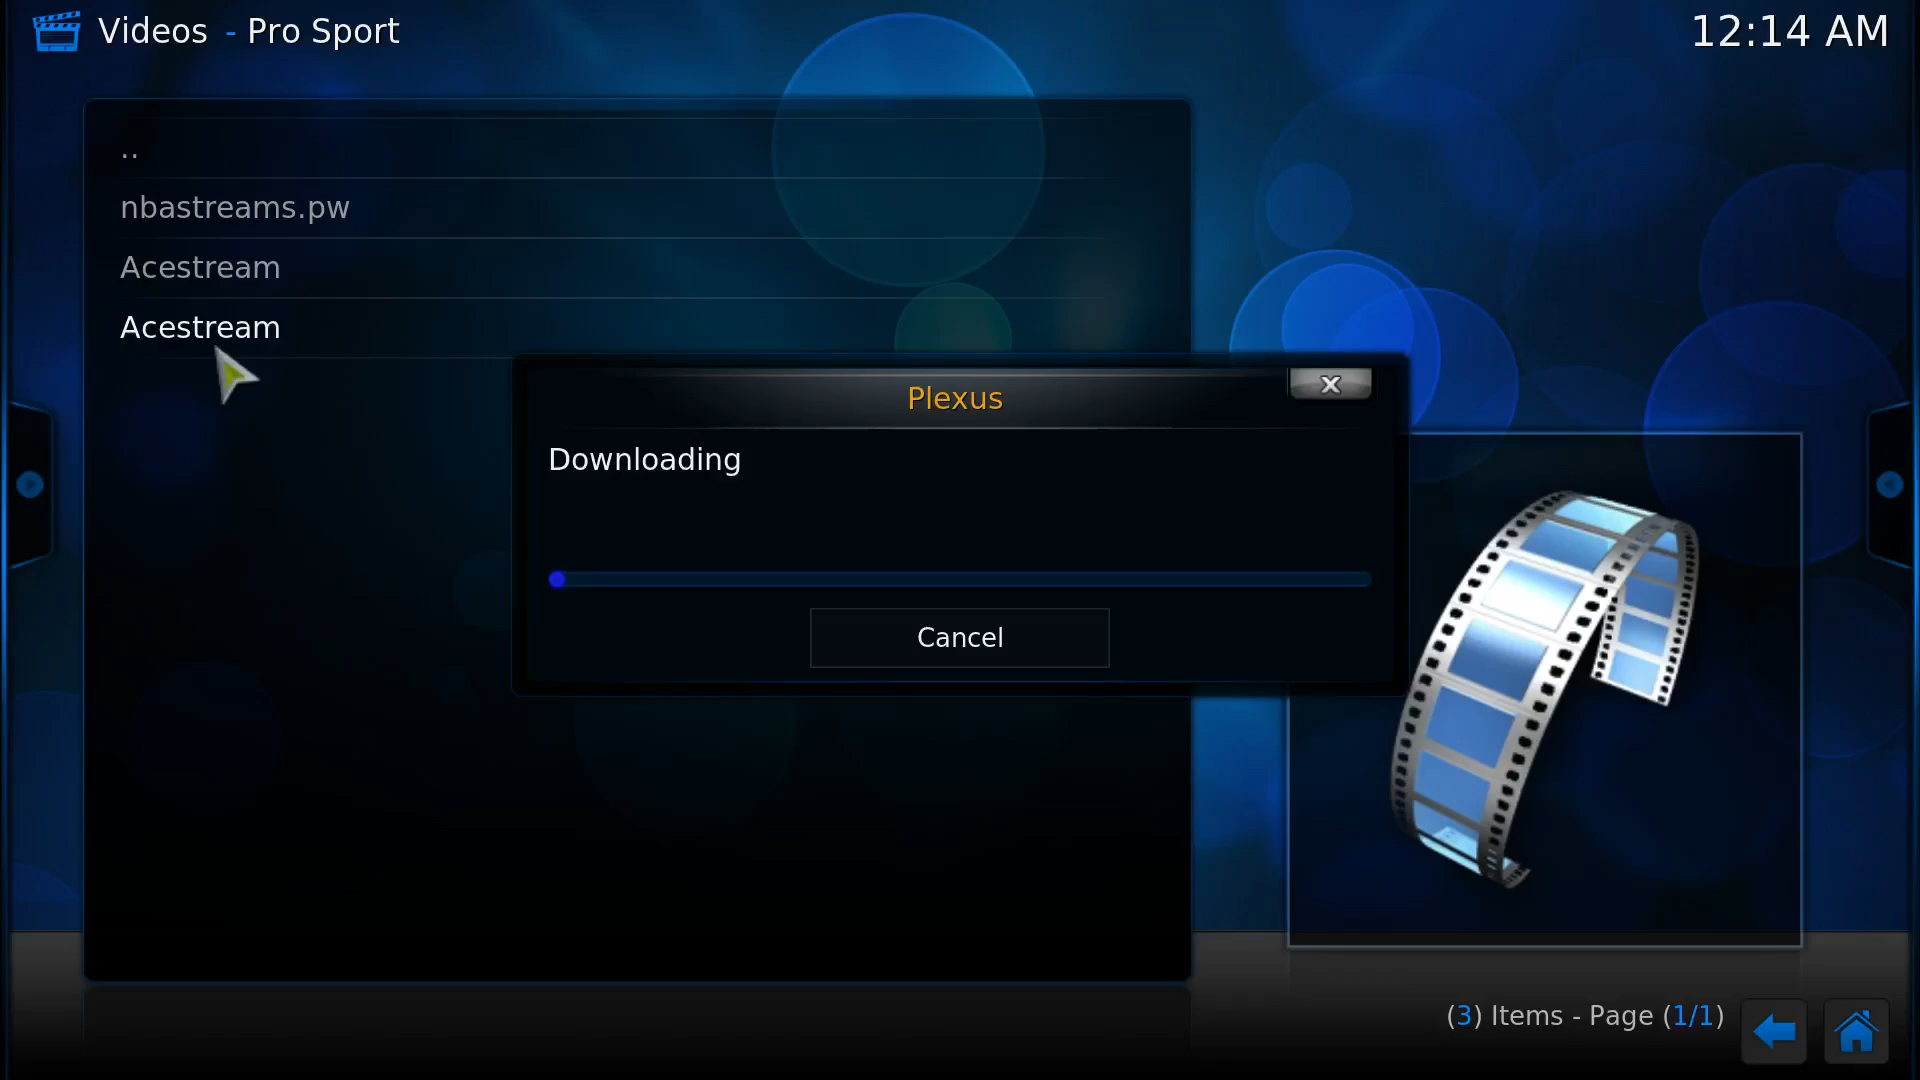 Videos - Pro Sport
12:14 AM
..
nbastreams.pw
Acestream
Acestream
Plexus
x
Downloading
Cancel
(3) Items - Page (1/1)